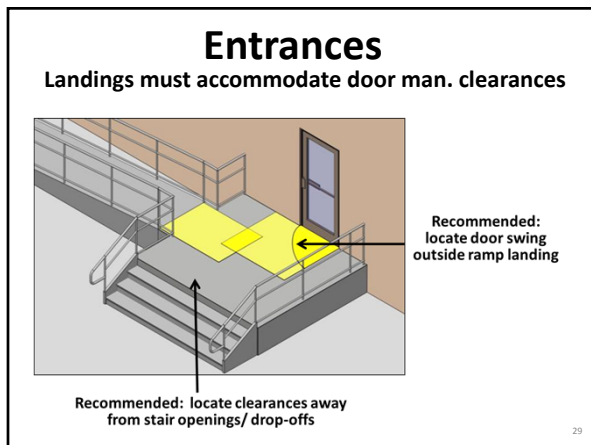 Entrances
Landings must accommodate door man. clearances
Recommended:
locate door swing
outside ramp landing
Recommended:  locate clearances away
from stair openings/ drop-offs
29